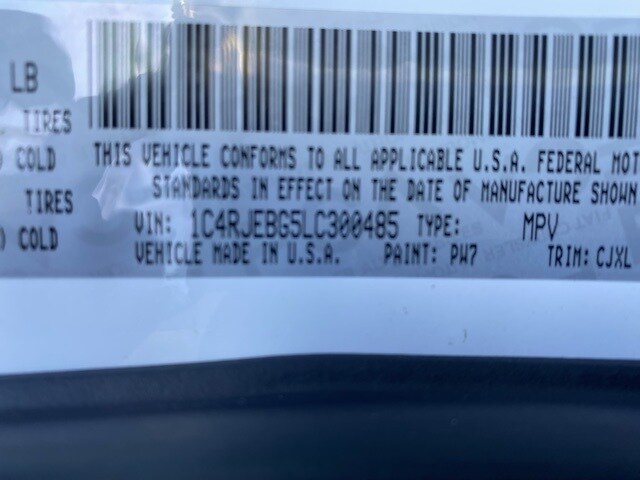 LB
TIRES
) COLD
TIRES
) COLD
THIS VEHICLE CONFORMS TO ALL APPLICABLE U.S.A. FEDERAL MOT
STANDARDS IN EFFECT ON THE DATE OF MANUFACTURE SHOWN
VIN: 1C4RJEBG5LC300485 TYPE: MPV
VEHICLE MADE IN U.S.A. PAINT: PW7 TRIM: CJXL